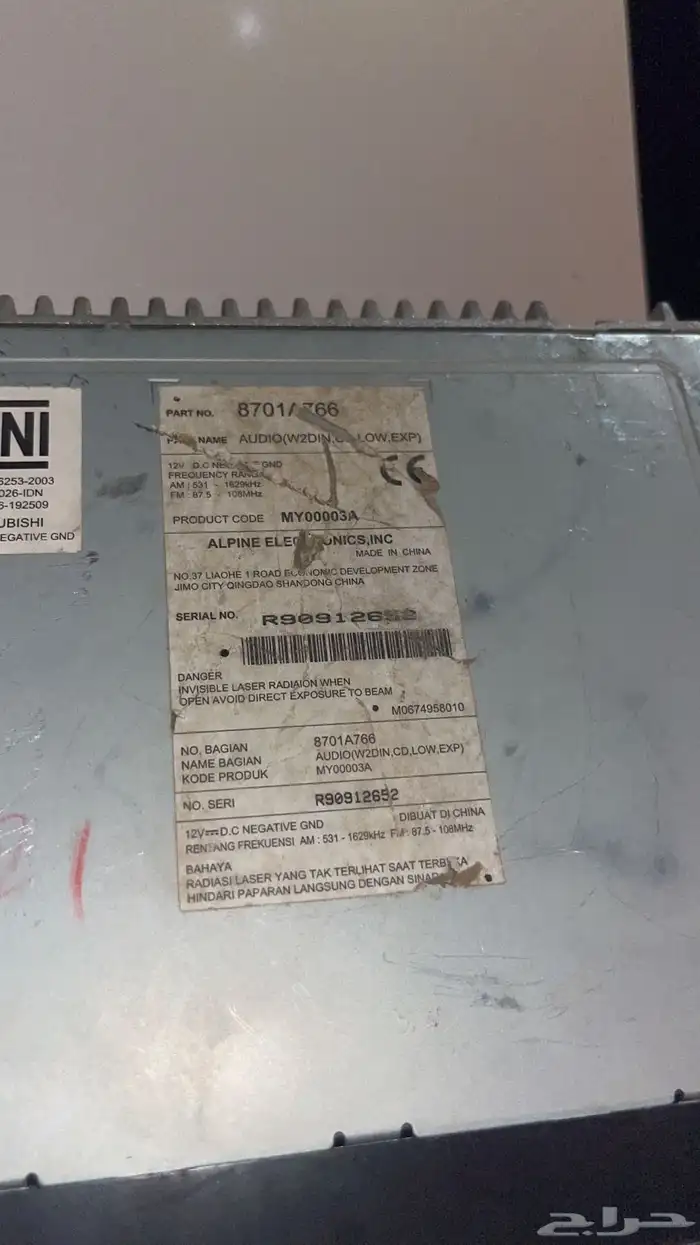 NI
6253-2003
026-IDN
6-192509
UBISHI
NEGATIVE GND
PART NO. 8701A766
NAME AUDIO(W2DIN,CD,LOW,EXP)
12V D.C NEGATIVE GND
FREQUENCY RANGE
AM : 531 - 1629kHz
FM : 87.5 - 108MHz
CE
PRODUCT CODE MY00003A
ALPINE ELECTRONICS,INC
MADE IN CHINA
NO.37 LIAOHE 1 ROAD ECONOMIC DEVELOPMENT ZONE
JIMO CITY QINGDAO SHANDONG CHINA
SERIAL NO. R90912652
DANGER
INVISIBLE LASER RADIAION WHEN
OPEN AVOID DIRECT EXPOSURE TO BEAM
M0674958010
NO. BAGIAN 8701A766
NAME BAGIAN AUDIO(W2DIN,CD,LOW,EXP)
KODE PRODUK MY00003A
NO. SERI R90912652
DIBUAT DI CHINA
12V⎓D.C NEGATIVE GND
RENTANG FREKUENSI AM : 531 - 1629kHz FM : 87.5 - 108MHz
BAHAYA
RADIASI LASER YANG TAK TERLIHAT SAAT TERBUKA
HINDARI PAPARAN LANGSUNG DENGAN SINAR
حراج